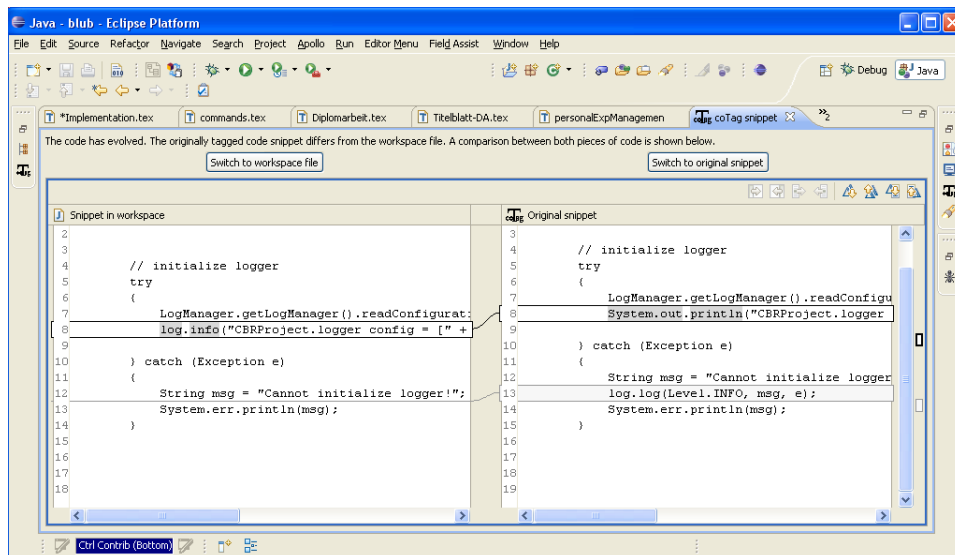 Java - blub - Eclipse Platform
File Edit Source Refactor Navigate Search Project Apollo Run Editor Menu Field Assist Window Help
Debug Java
*Implementation.tex commands.tex Diplomarbeit.tex Titelblatt-DA.tex personalExpManagemen coTag snippet »2
The code has evolved. The originally tagged code snippet differs from the workspace file. A comparison between both pieces of code is shown below.
Switch to workspace file Switch to original snippet
Snippet in workspace Original snippet
2
3
4 // initialize logger
5 try
6 {
7 LogManager.getLogManager().readConfigurat
8 log.info("CBRProject.logger config = [" +
9
10 } catch (Exception e)
11 {
12 String msg = "Cannot initialize logger!";
13 System.err.println(msg);
14 }
15
16
17
18
3
4 // initialize logger
5 try
6 {
7 LogManager.getLogManager().readConfigu
8 System.out.println("CBRProject.logger
9
10 } catch (Exception e)
11 {
12 String msg = "Cannot initialize logger
13 log.log(Level.INFO, msg, e);
14 System.err.println(msg);
15 }
16
17
18
19
Ctrl Contrib (Bottom)